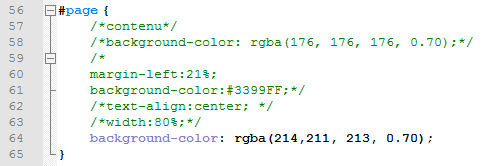 56 #page {
57 /*contenu*/
58 /*background-color: rgba(176, 176, 176, 0.70);*/
59 /*
60 margin-left:21%;
61 background-color:#3399FF;*/
62 /*text-align:center; */
63 /*width:80%;*/
64 background-color: rgba(214,211, 213, 0.70);
65 }